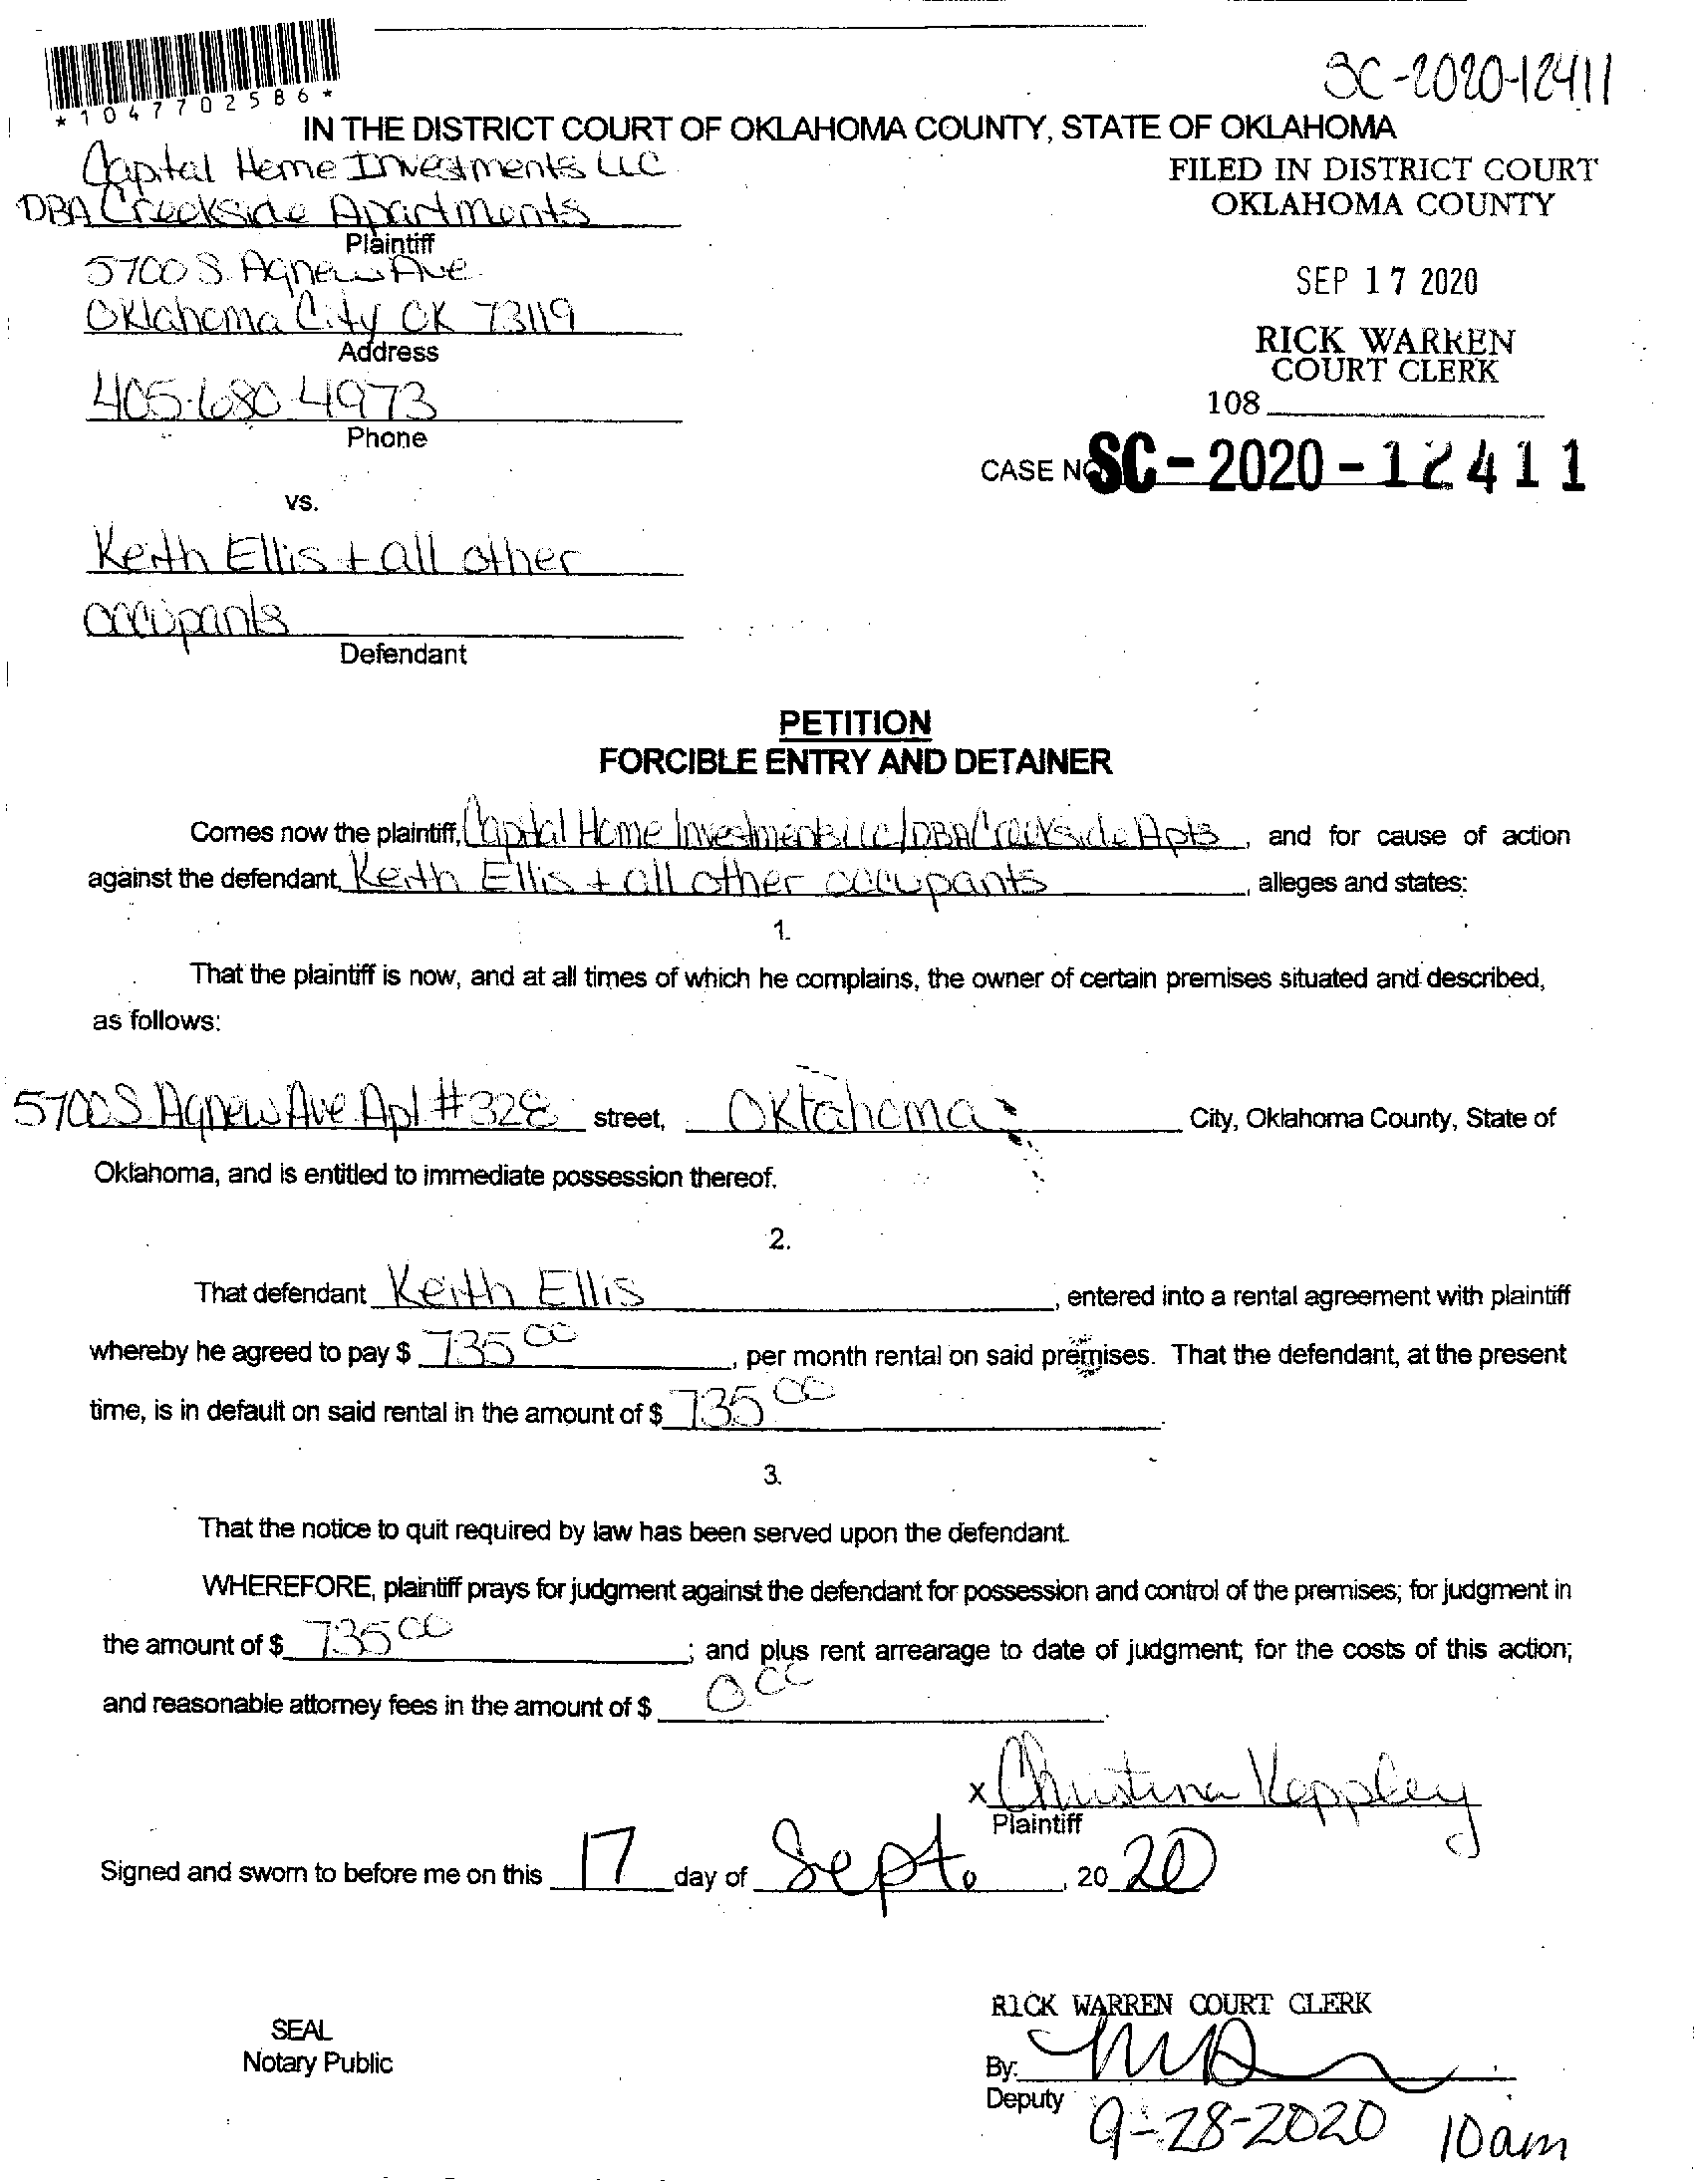 SC-2020-12411
*1047702586*
IN THE DISTRICT COURT OF OKLAHOMA COUNTY, STATE OF OKLAHOMA
Capital Home Investments LLC
DBA Creekside Apartments
Plaintiff
5700 S. Agnew Ave
Oklahoma City OK 73119
Address
405-680-4973
Phone
FILED IN DISTRICT COURT
OKLAHOMA COUNTY
SEP 17 2020
RICK WARREN
COURT CLERK
108
CASE NO SC-2020-12411
vs.
Keith Ellis + all other
occupants
Defendant
PETITION
FORCIBLE ENTRY AND DETAINER
Comes now the plaintiff, Capital Home Investments LLC/DBA Creekside Apts, and for cause of action
against the defendant, Keith Ellis + all other occupants, alleges and states:
1.
That the plaintiff is now, and at all times of which he complains, the owner of certain premises situated and described,
as follows:
5700 S Agnew Ave Apt #328 street, Oklahoma City, Oklahoma County, State of
Oklahoma, and is entitled to immediate possession thereof.
2.
That defendant Keith Ellis, entered into a rental agreement with plaintiff
whereby he agreed to pay $ 735 00, per month rental on said premises. That the defendant, at the present
time, is in default on said rental in the amount of $ 735 00.
3.
That the notice to quit required by law has been served upon the defendant.
WHEREFORE, plaintiff prays for judgment against the defendant for possession and control of the premises; for judgment in
the amount of $ 735 00; and plus rent arrearage to date of judgment; for the costs of this action;
and reasonable attorney fees in the amount of $ 0.00.
x Christina Keppley
Plaintiff
Signed and sworn to before me on this 17 day of Sept., 2020
RICK WARREN COURT CLERK
SEAL
Notary Public
By:
Deputy
9-28-2020 10am